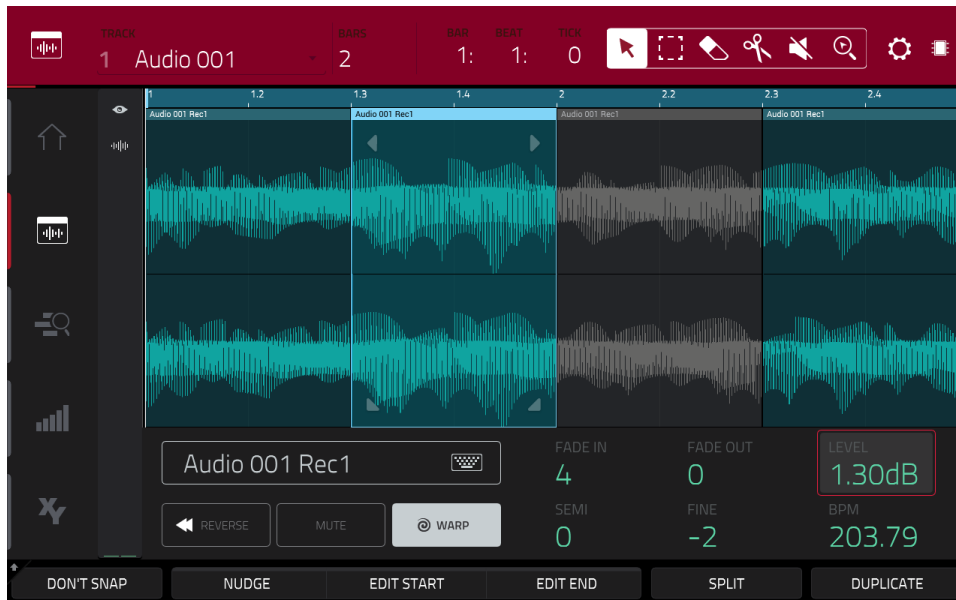 TRACK BARS BAR BEAT TICK
1 Audio 001 2 1: 1: 0
1 1.2 1.3 1.4 2 2.2 2.3 2.4
Audio 001 Rec1 Audio 001 Rec1 Audio 001 Rec1 Audio 001 Rec1
Audio 001 Rec1
FADE IN FADE OUT LEVEL
4 0 1.30dB
REVERSE MUTE WARP
SEMI FINE BPM
0 -2 203.79
XY
DON'T SNAP NUDGE EDIT START EDIT END SPLIT DUPLICATE